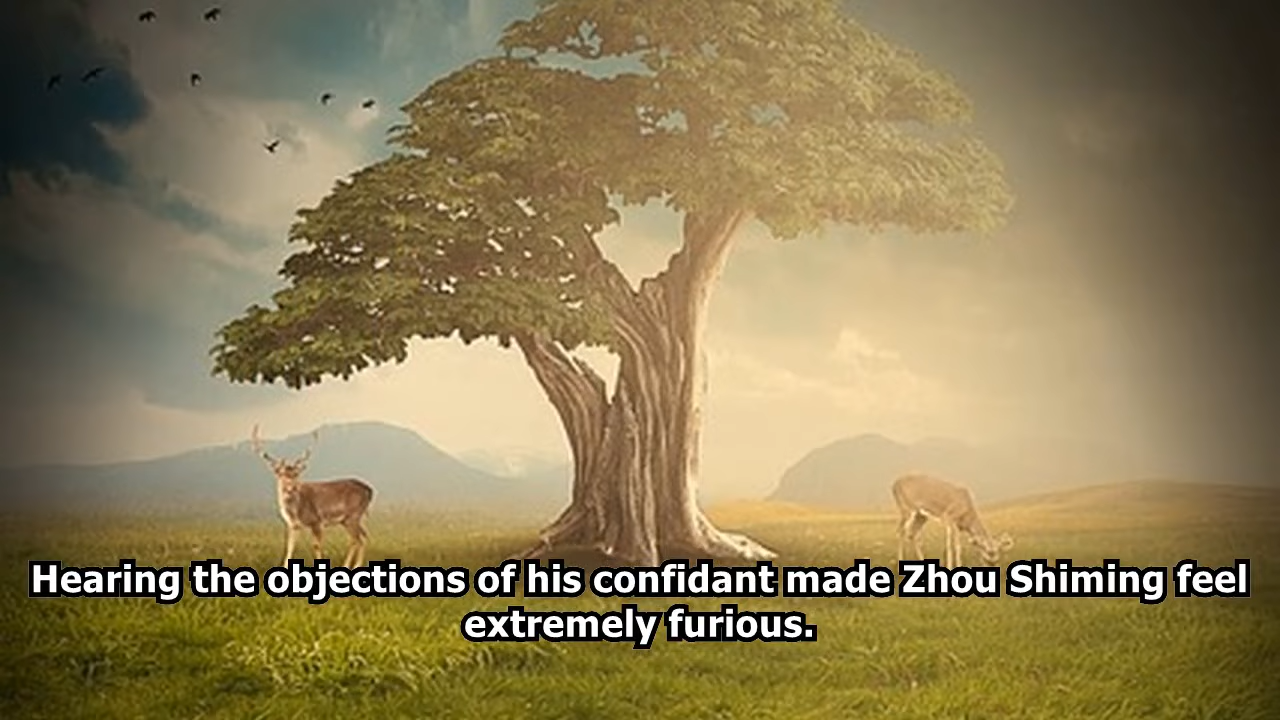 Hearing the objections of his confidant made Zhou Shiming feel
extremely furious.